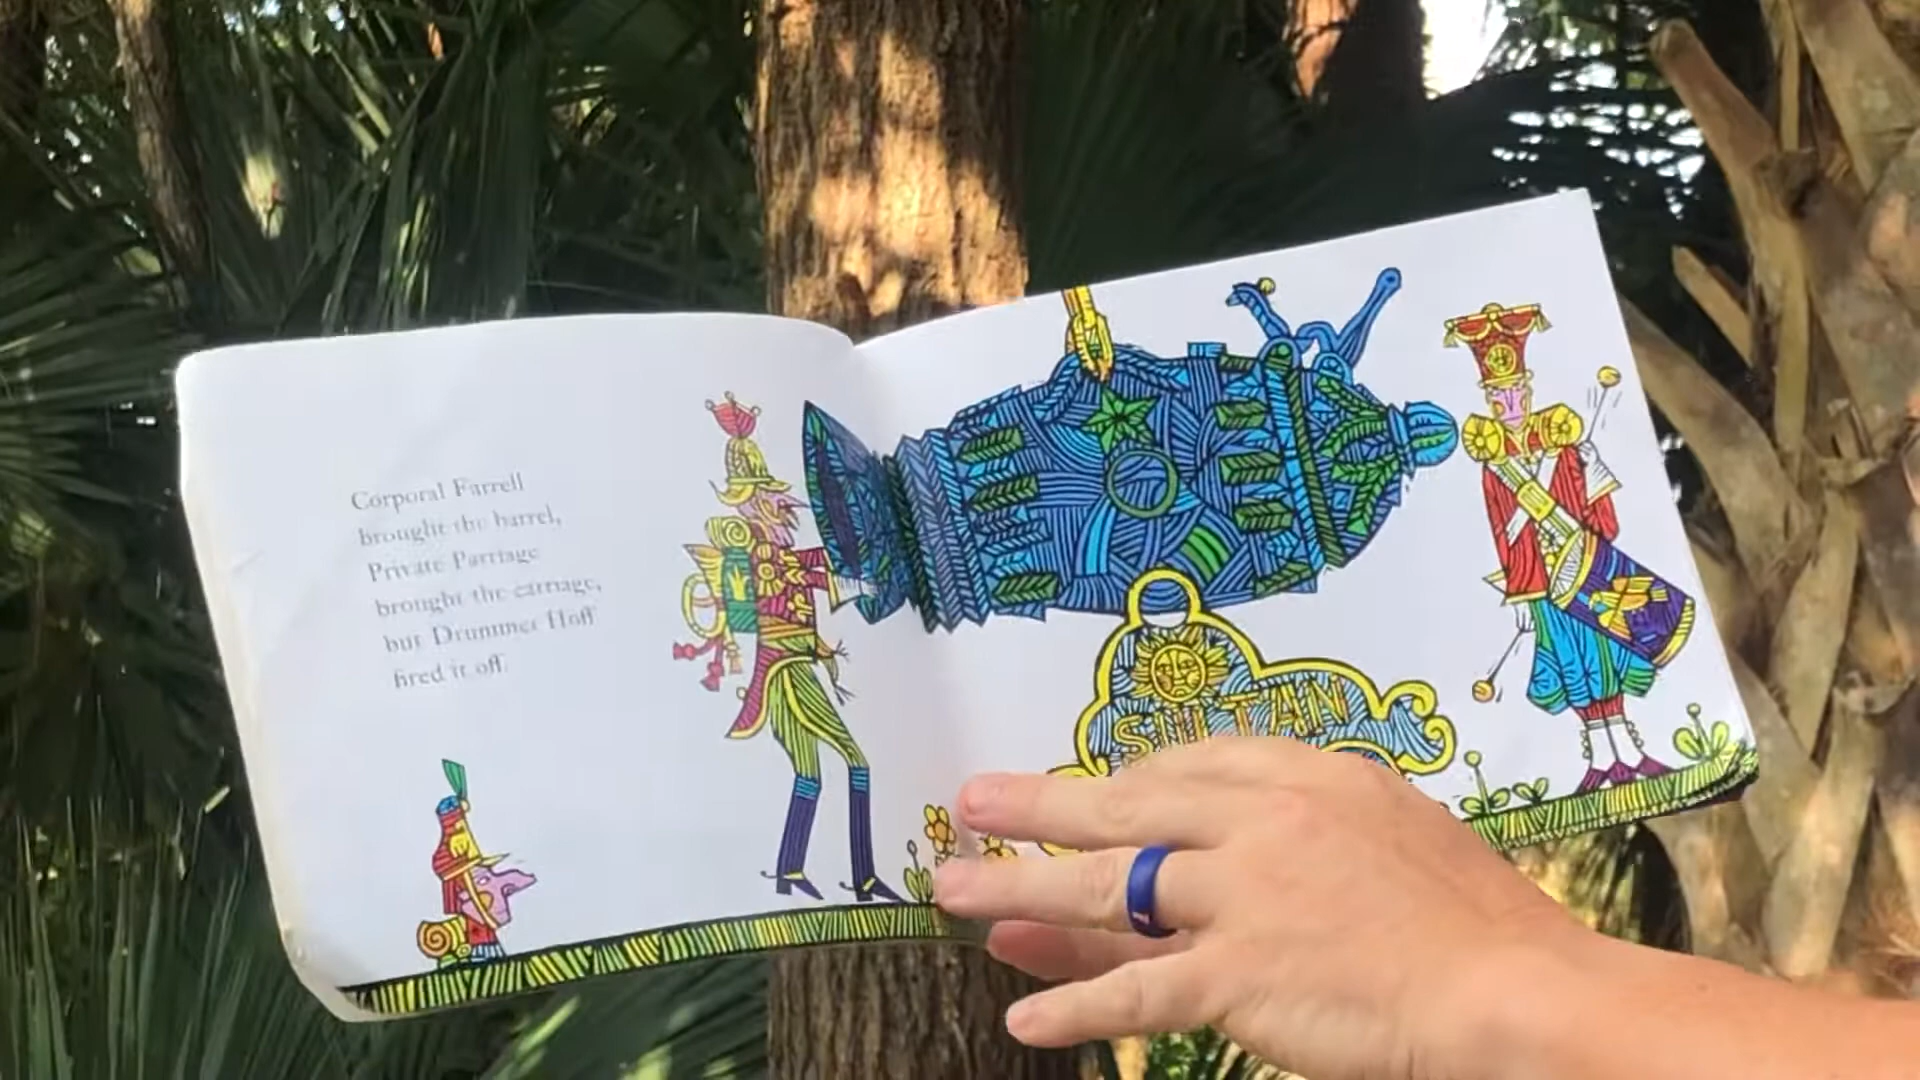 Corporal Farrell
brought the barrel,
Private Parriage
brought the carriage,
but Drummer Hoff
fired it off.
SULTAN